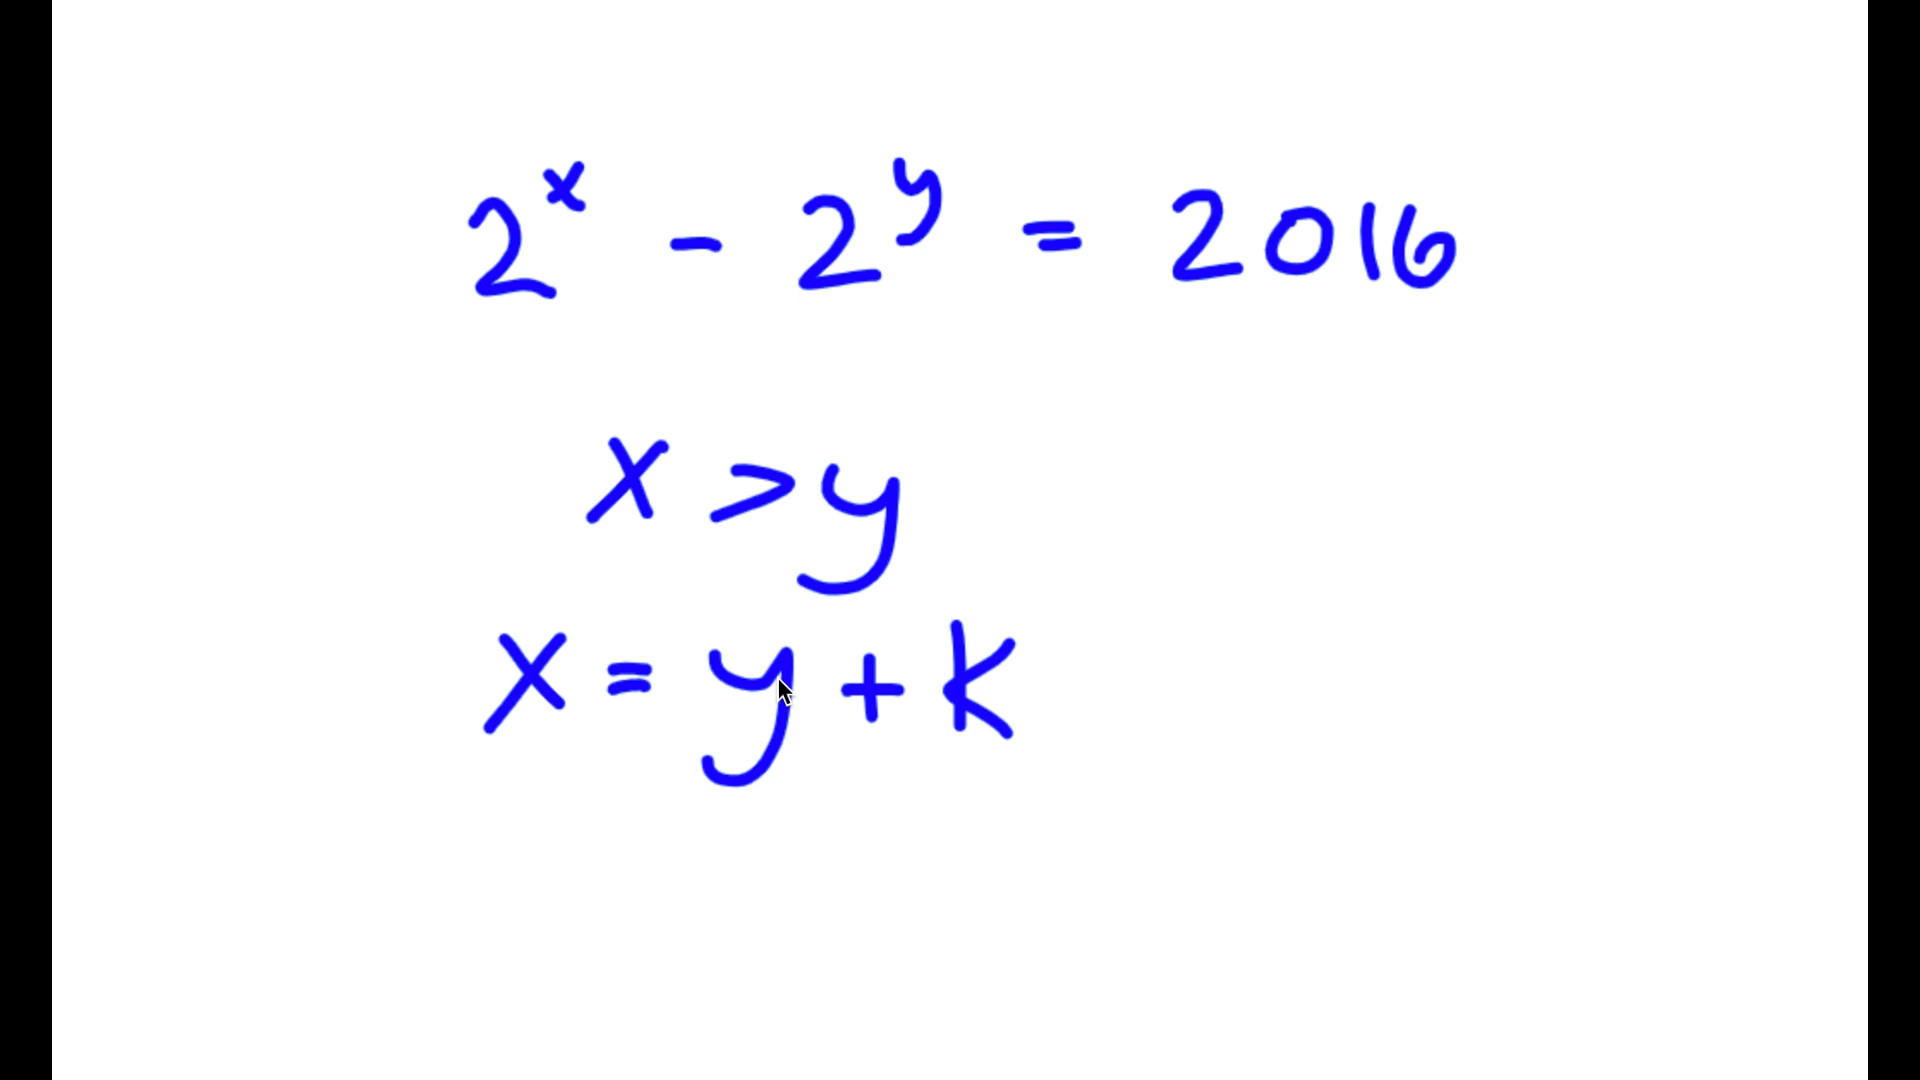 2^x - 2^y = 2016
x > y
x = y + k